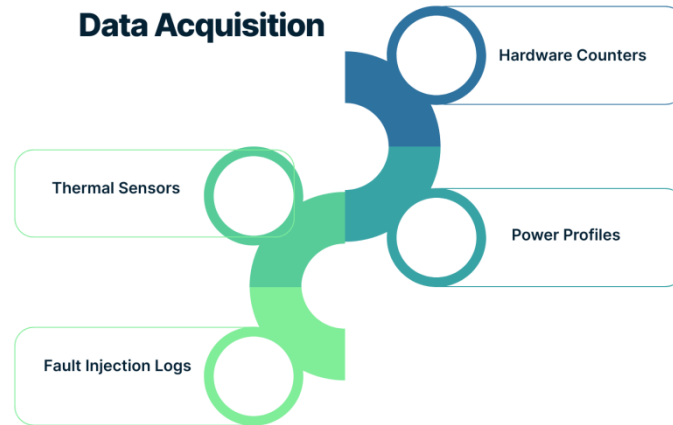 Data Acquisition
Hardware Counters
Thermal Sensors
Power Profiles
Fault Injection Logs